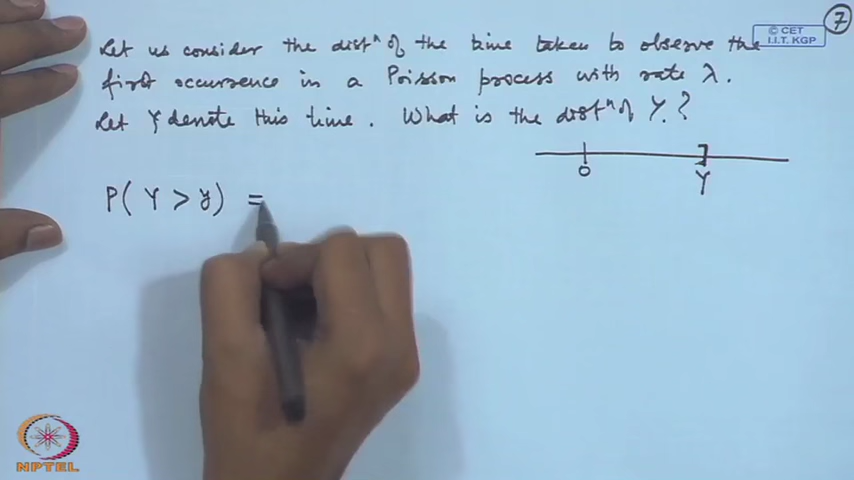 7
© CET
I.I.T. KGP
Let us consider the distⁿ of the time taken to observe the
first occurrence in a Poisson process with rate λ.
Let Y denote this time. What is the distⁿ of Y?
0
Y
P( Y > y) =
NPTEL